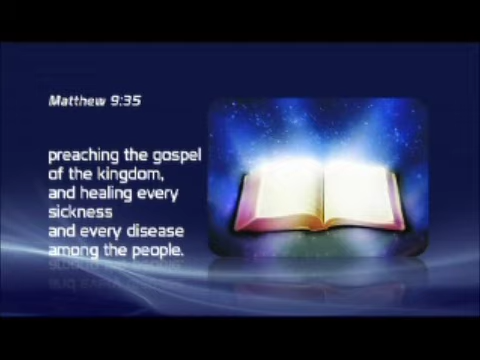 Matthew 9:35
preaching the gospel
of the kingdom,
and healing every
sickness
and every disease
among the people.